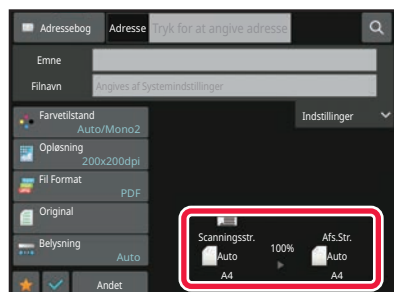 Adressebog Adresse Tryk for at angive adresse
Emne
Filnavn Angives af Systemindstillinger
Indstillinger
Farvetilstand
Auto/Mono2
Opløsning
200x200dpi
Fil Format
PDF
Original
Belysning
Auto
Andet
Scanningsstr. 100% Afs.Str.
Auto Auto
A4 A4